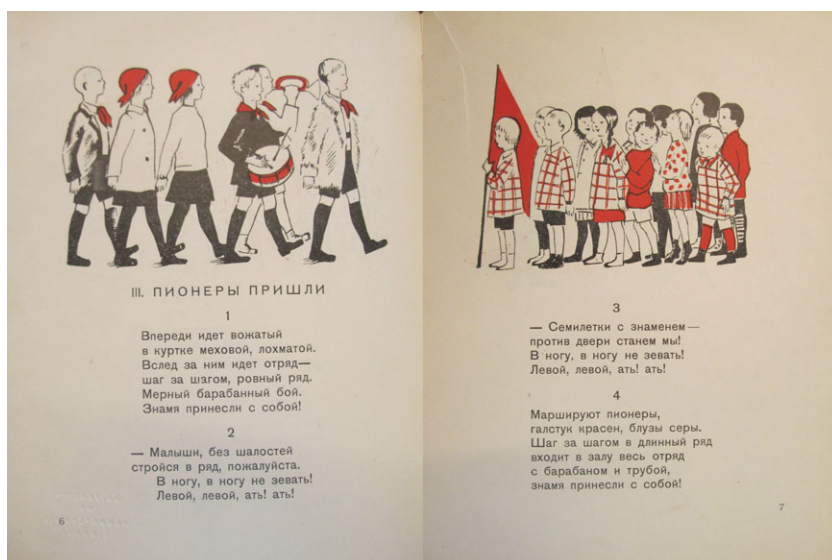 III. ПИОНЕРЫ ПРИШЛИ
1
Впереди идет вожатый
в куртке меховой, лохматой.
Вслед за ним идет отряд—
шаг за шагом, ровный ряд.
Мерный барабанный бой.
Знамя принесли с собой!
2
— Малыши, без шалостей
стройся в ряд, пожалуйста.
В ногу, в ногу не зевать!
Левой, левой, ать! ать!
6
3
— Семилетки с знаменем—
против двери станем мы!
В ногу, в ногу не зевать!
Левой, левой, ать! ать!
4
Маршируют пионеры,
галстук красен, блузы серы.
Шаг за шагом в длинный ряд
входит в залу весь отряд
с барабаном и трубой,
знамя принесли с собой!
7